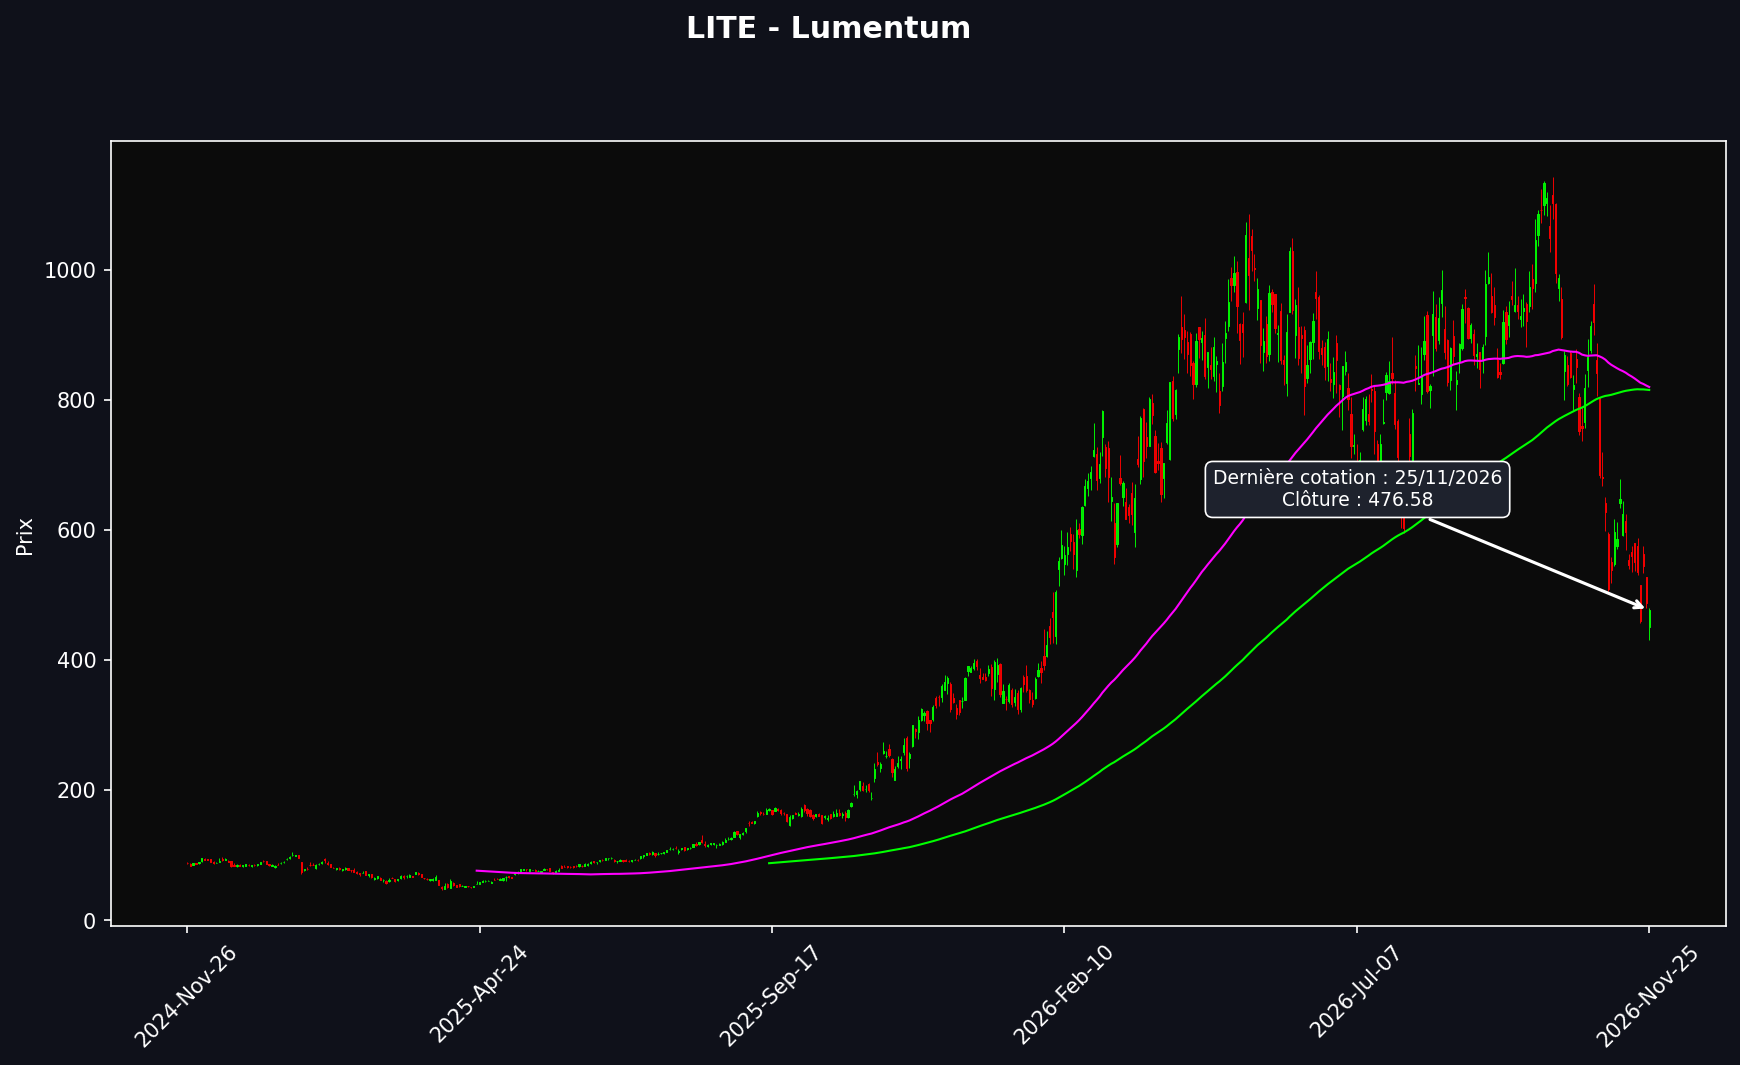 LITE - Lumentum
Prix
1000
800
600
400
200
0
Dernière cotation : 25/11/2026
Clôture : 476.58
2024-Nov-26
2025-Apr-24
2025-Sep-17
2026-Feb-10
2026-Jul-07
2026-Nov-25